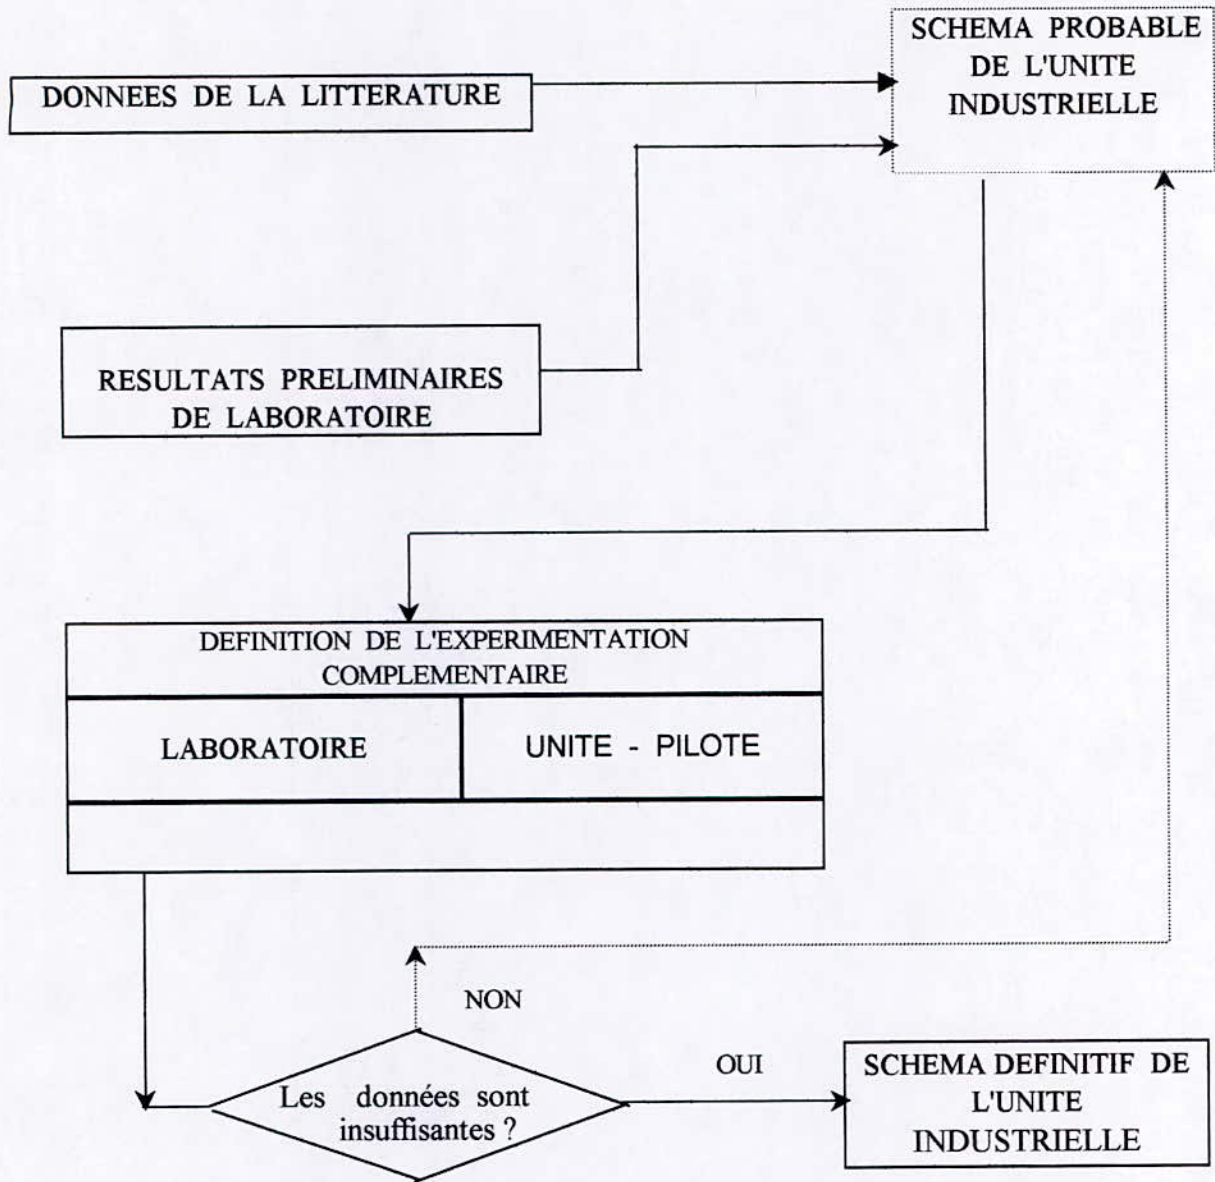 SCHEMA PROBABLE
DE L'UNITE
INDUSTRIELLE
DONNEES DE LA LITTERATURE
RESULTATS PRELIMINAIRES
DE LABORATOIRE
DEFINITION DE L'EXPERIMENTATION
COMPLEMENTAIRE
LABORATOIRE
UNITE - PILOTE
NON
Les données sont
insuffisantes ?
OUI
SCHEMA DEFINITIF DE
L'UNITE
INDUSTRIELLE